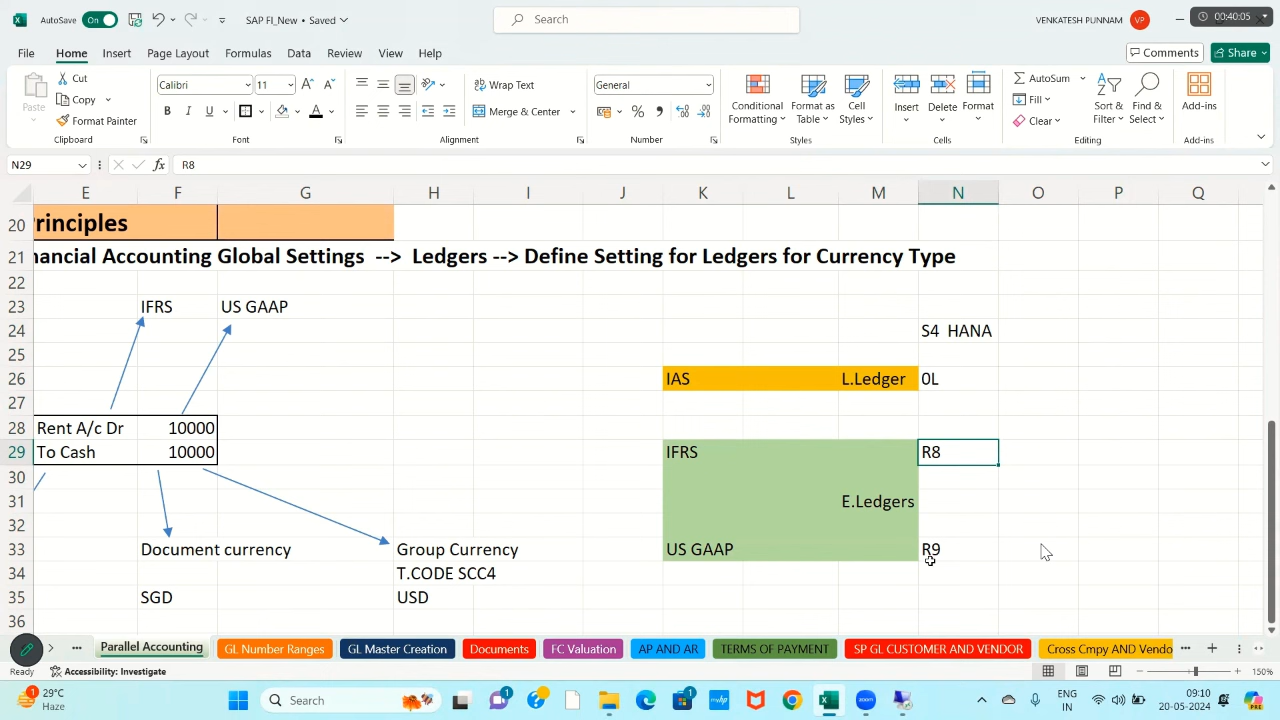 AutoSave On SAP FI_New • Saved Search VENKATESH PUNNAM VP 00:40:05
File Home Insert Page Layout Formulas Data Review View Help Comments Share
Paste Cut Copy Format Painter Clipboard
Calibri 11 B I U A Font
Wrap Text Merge & Center Alignment
General % Number
Conditional Formatting Format as Table Cell Styles Styles
Insert Delete Format Cells
AutoSum Fill Clear Sort & Filter Find & Select Editing
Add-ins Add-ins
N29 fx R8
E F G H I J K L M N O P Q
20 rinciples
21 nancial Accounting Global Settings --> Ledgers --> Define Setting for Ledgers for Currency Type
22
23 IFRS US GAAP
24 S4 HANA
25
26 IAS L.Ledger 0L
27
28 Rent A/c Dr 10000
29 To Cash 10000 IFRS R8
30
31 E.Ledgers
32
33 Document currency Group Currency US GAAP R9
34 T.CODE SCC4
35 SGD USD
36
Parallel Accounting GL Number Ranges GL Master Creation Documents FC Valuation AP AND AR TERMS OF PAYMENT SP GL CUSTOMER AND VENDOR Cross Cmpy AND Vendo
Ready Accessibility: Investigate 150%
1 29°C Haze Search 1 1 ENG IN 09:10 20-05-2024 PRE